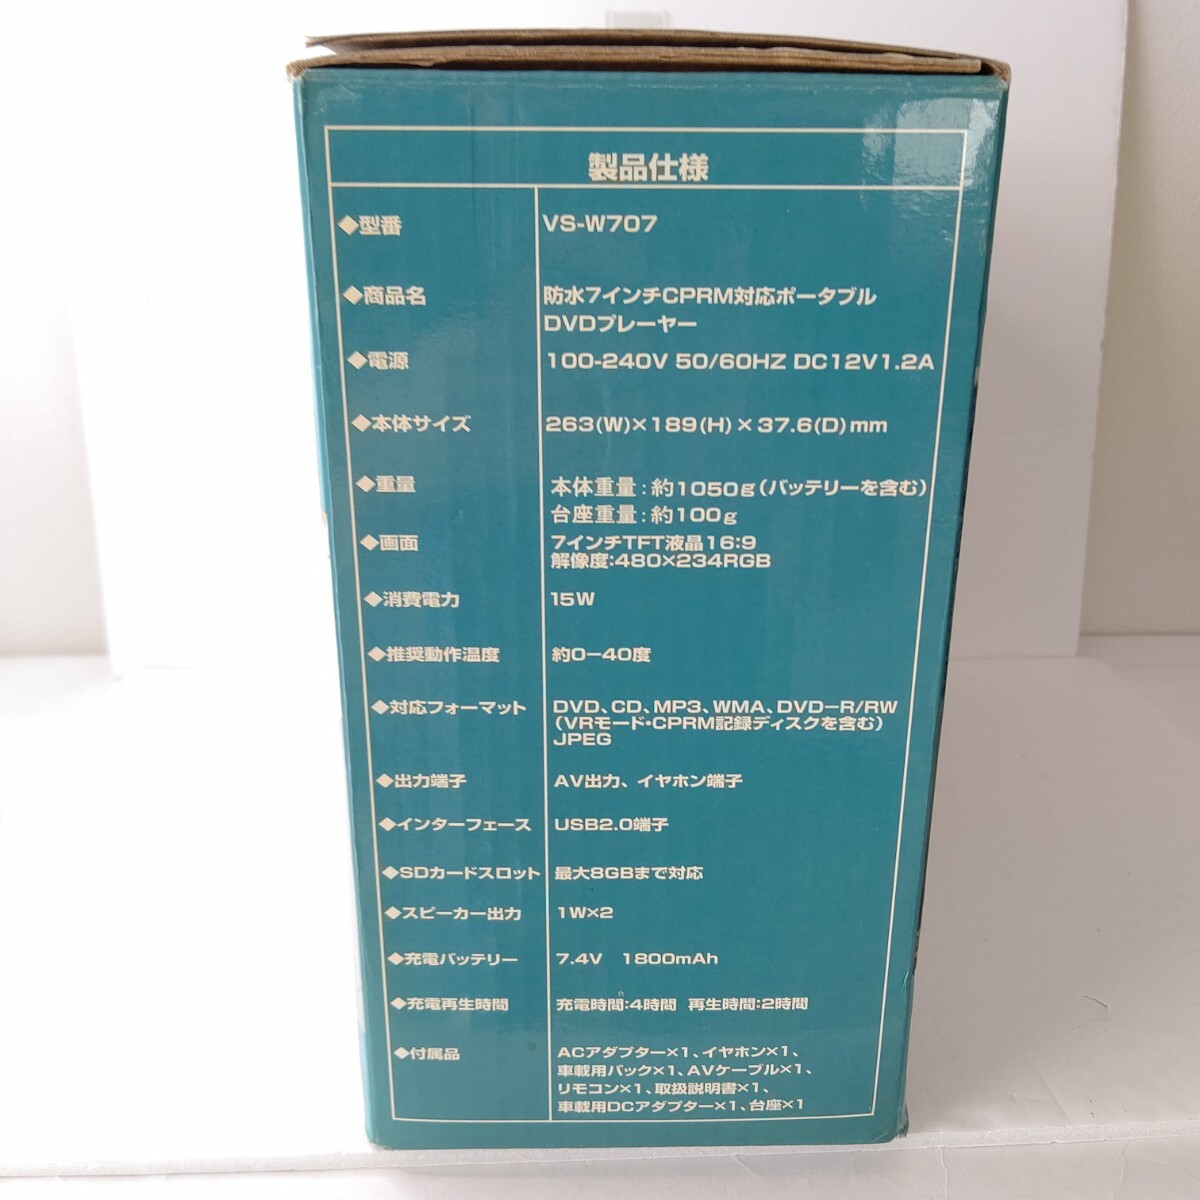 製品仕様
◆型番 VS-W707
◆商品名 防水7インチCPRM対応ポータブル
DVDプレーヤー
◆電源 100-240V 50/60HZ DC12V1.2A
◆本体サイズ 263(W)×189(H)×37.6(D)mm
◆重量 本体重量:約1050g(バッテリーを含む)
台座重量:約100g
◆画面 7インチTFT液晶16:9
解像度:480×234RGB
◆消費電力 15W
◆推奨動作温度 約0−40度
◆対応フォーマット DVD、CD、MP3、WMA、DVD−R/RW
(VRモード・CPRM記録ディスクを含む)
JPEG
◆出力端子 AV出力、イヤホン端子
◆インターフェース USB2.0端子
◆SDカードスロット 最大8GBまで対応
◆スピーカー出力 1W×2
◆充電バッテリー 7.4V 1800mAh
◆充電再生時間 充電時間:4時間 再生時間:2時間
◆付属品 ACアダプター×1、イヤホン×1、
車載用バック×1、AVケーブル×1、
リモコン×1、取扱説明書×1、
車載用DCアダプター×1、台座×1